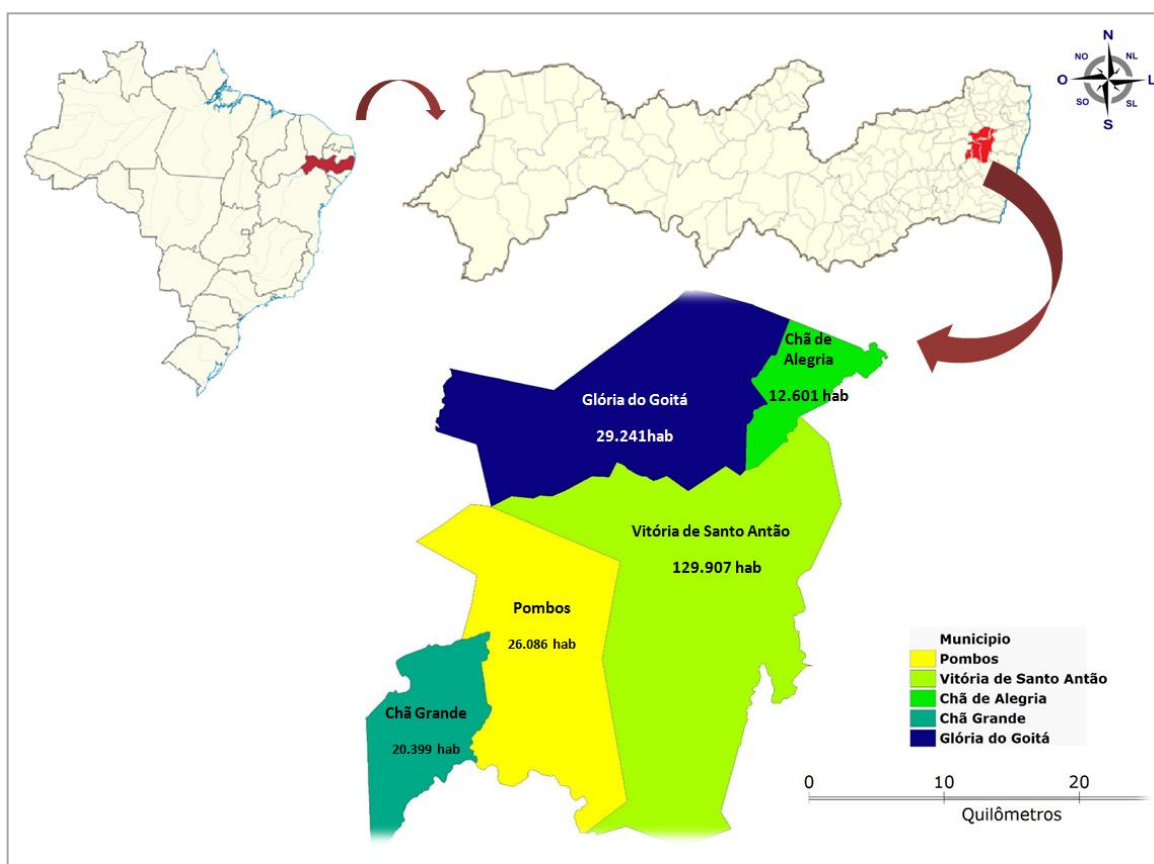 N
NO
NL
O
L
SO
SL
S
Chã de
Alegria
12.601 hab
Glória do Goitá
29.241hab
Vitória de Santo Antão
129.907 hab
Pombos
26.086 hab
Chã Grande
20.399 hab
Municipio
Pombos
Vitória de Santo Antão
Chã de Alegria
Chã Grande
Glória do Goitá
0 10 20
Quilômetros